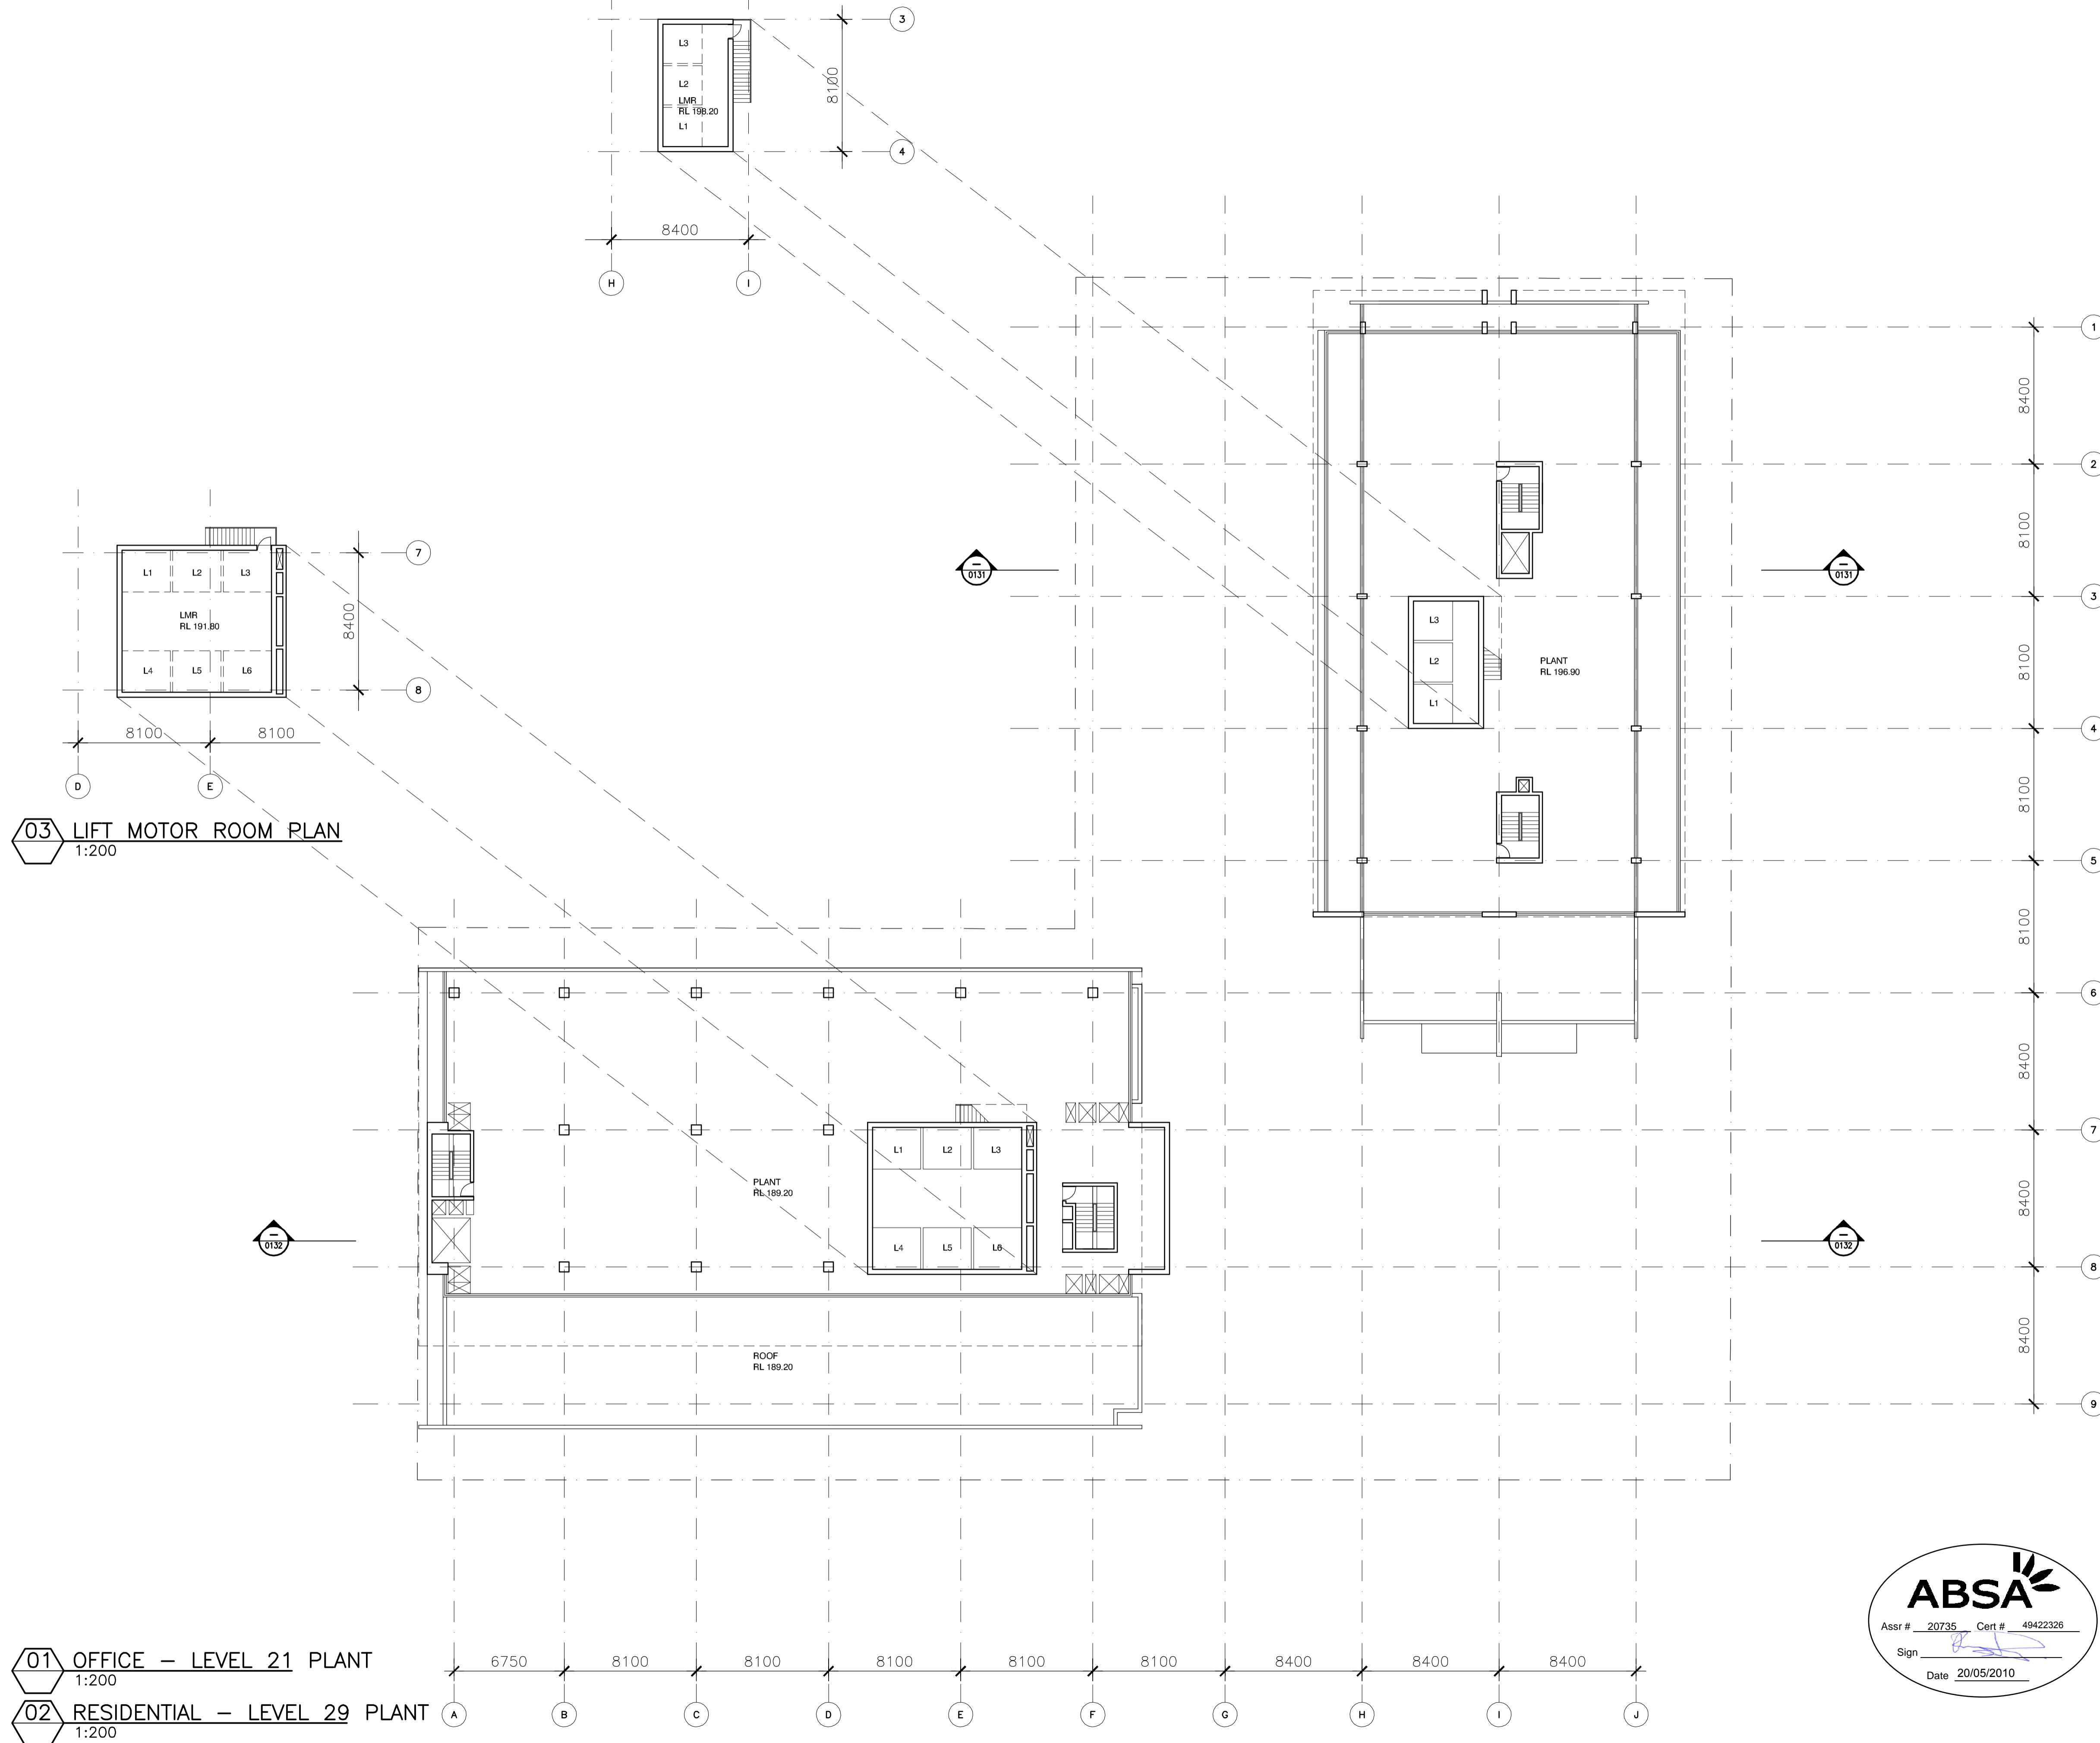 3
L3
L2
LMR
RL 198.20
L1
8100
4
8400
H
I
1
8400
2
8100
3
8100
4
8100
5
8100
6
8400
7
8400
8
8400
9
0131
0131
L3
L2
L1
PLANT
RL 196.90
7
L1
L2
L3
LMR
RL 191.80
8400
L4
L5
L6
8
8100
8100
D
E
03
LIFT MOTOR ROOM PLAN
1:200
L1
L2
L3
PLANT
RL 189.20
L4
L5
L6
0132
0132
ROOF
RL 189.20
ABSA
Assr # 20735 Cert # 49422326
Sign
Date 20/05/2010
01
OFFICE – LEVEL 21 PLANT
1:200
02
RESIDENTIAL – LEVEL 29 PLANT
1:200
6750
8100
8100
8100
8100
8100
8400
8400
8400
A
B
C
D
E
F
G
H
I
J